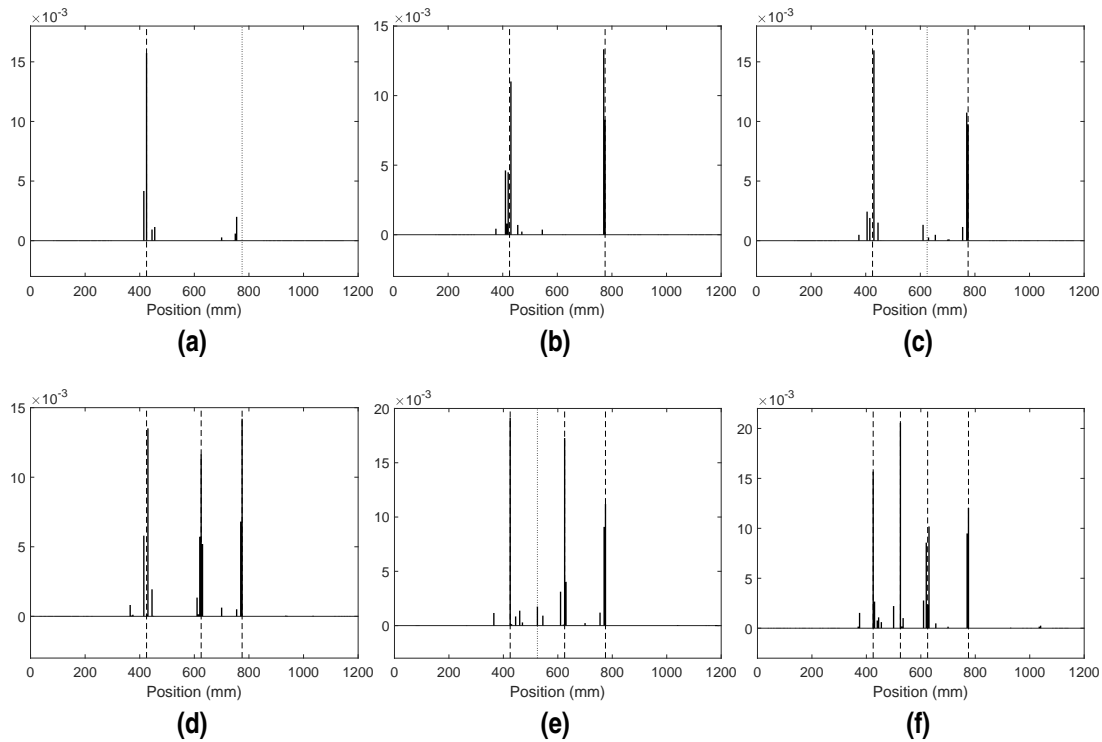 ×10⁻³ ×10⁻³ ×10⁻³
15 15 15
10 10 10
5 5 5
0 0 0
0 200 400 600 800 1000 1200 0 200 400 600 800 1000 1200 0 200 400 600 800 1000 1200
Position (mm) Position (mm) Position (mm)
(a) (b) (c)
×10⁻³ ×10⁻³ ×10⁻³
15 20 20
10 15 15
5 10 10
0 5 5
0 0
0 200 400 600 800 1000 1200 0 200 400 600 800 1000 1200 0 200 400 600 800 1000 1200
Position (mm) Position (mm) Position (mm)
(d) (e) (f)